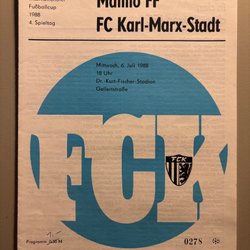 Fußballcup
1988
4. Spieltag
Malmö FF
FC Karl-Marx-Stadt
Mittwoch, 6. Juli 1988
18 Uhr
Dr.-Kurt-Fischer-Stadion
Gellertstraße
FCK
FCK
0278